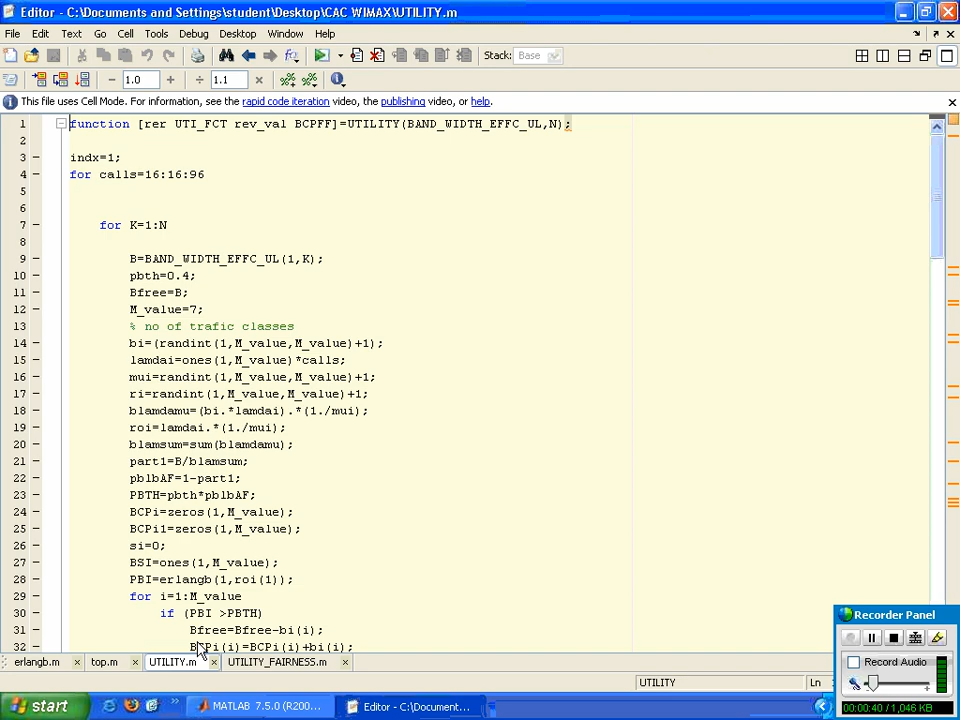 Editor - C:\Documents and Settings\student\Desktop\CAC WIMAX\UTILITY.m
File Edit Text Go Cell Tools Debug Desktop Window Help
Stack: Base
1.0 1.1
This file uses Cell Mode. For information, see the rapid code iteration video, the publishing video, or help.
1 function [rer UTI_FCT rev_val BCPFF]=UTILITY(BAND_WIDTH_EFFC_UL,N);
2
3 indx=1;
4 for calls=16:16:96
5
6
7 for K=1:N
8
9 B=BAND_WIDTH_EFFC_UL(1,K);
10 pbth=0.4;
11 Bfree=B;
12 M_value=7;
13 % no of trafic classes
14 bi=(randint(1,M_value,M_value)+1);
15 lamdai=ones(1,M_value)*calls;
16 mui=randint(1,M_value,M_value)+1;
17 ri=randint(1,M_value,M_value)+1;
18 blamdamu=(bi.*lamdai).*(1./mui);
19 roi=lamdai.*(1./mui);
20 blamsum=sum(blamdamu);
21 part1=B/blamsum;
22 pblbAF=1-part1;
23 PBTH=pbth*pblbAF;
24 BCPi=zeros(1,M_value);
25 BCPi1=zeros(1,M_value);
26 si=0;
27 BSI=ones(1,M_value);
28 PBI=erlangb(1,roi(1));
29 for i=1:M_value
30 if (PBI >PBTH)
31 Bfree=Bfree-bi(i);
32 BCPi(i)=BCPi(i)+bi(i);
erlangb.m top.m UTILITY.m UTILITY_FAIRNESS.m
UTILITY Ln
Recorder Panel
Record Audio
00:00:40 / 1,046 KB
start MATLAB 7.5.0 (R200... Editor - C:\Document...